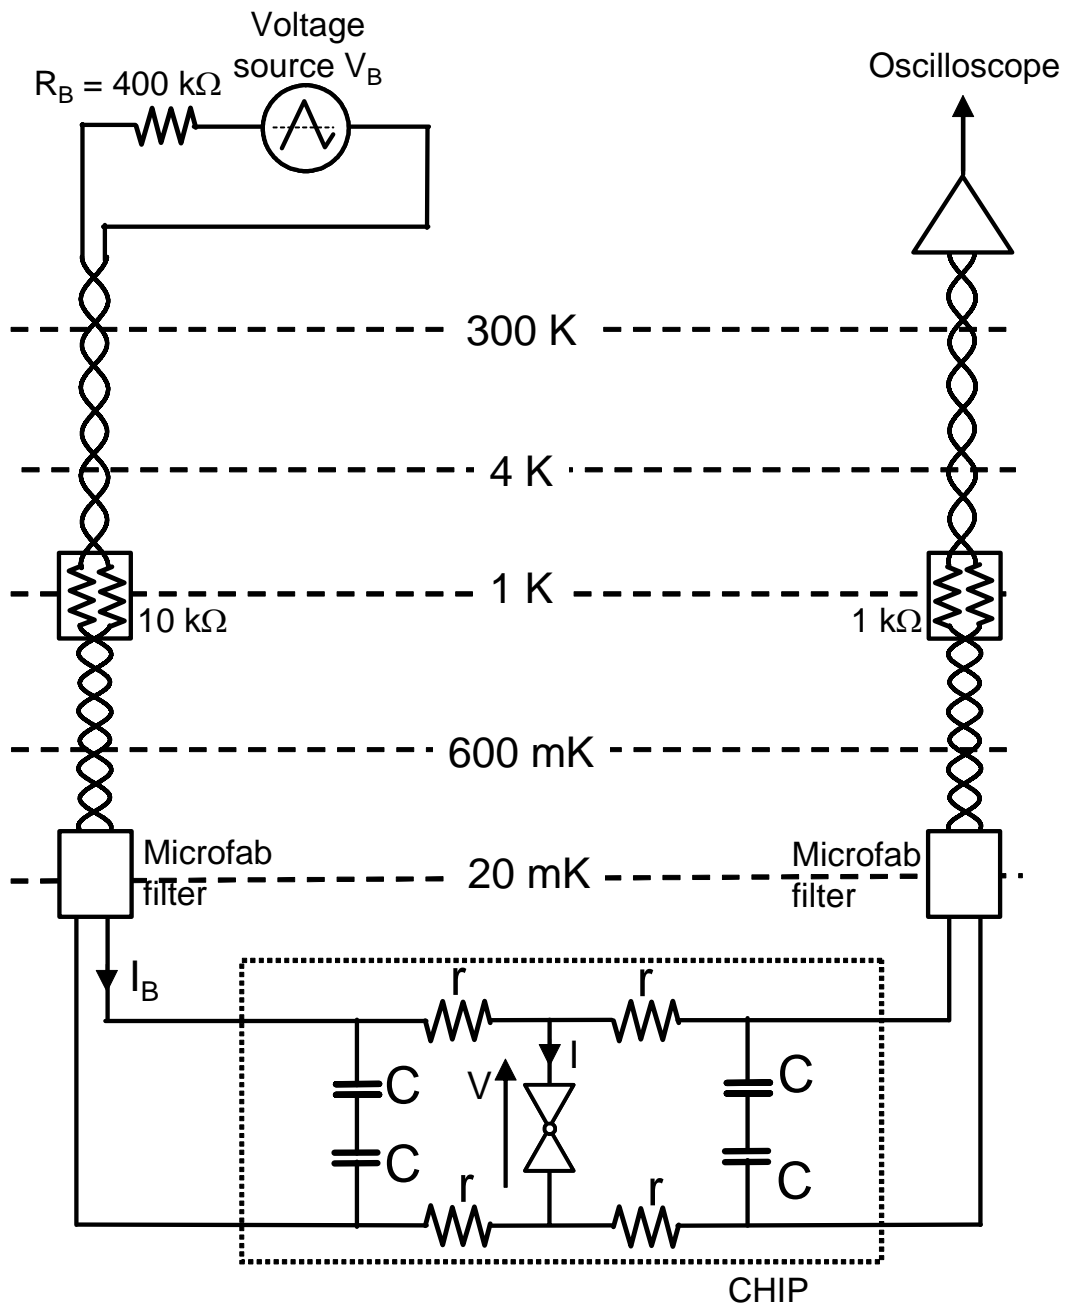 Voltage
source V_B
R_B = 400 kΩ
Oscilloscope
300 K
4 K
1 K
10 kΩ
1 kΩ
600 mK
Microfab
filter
20 mK
Microfab
filter
I_B
r
r
I
V
C
C
C
C
r
r
CHIP